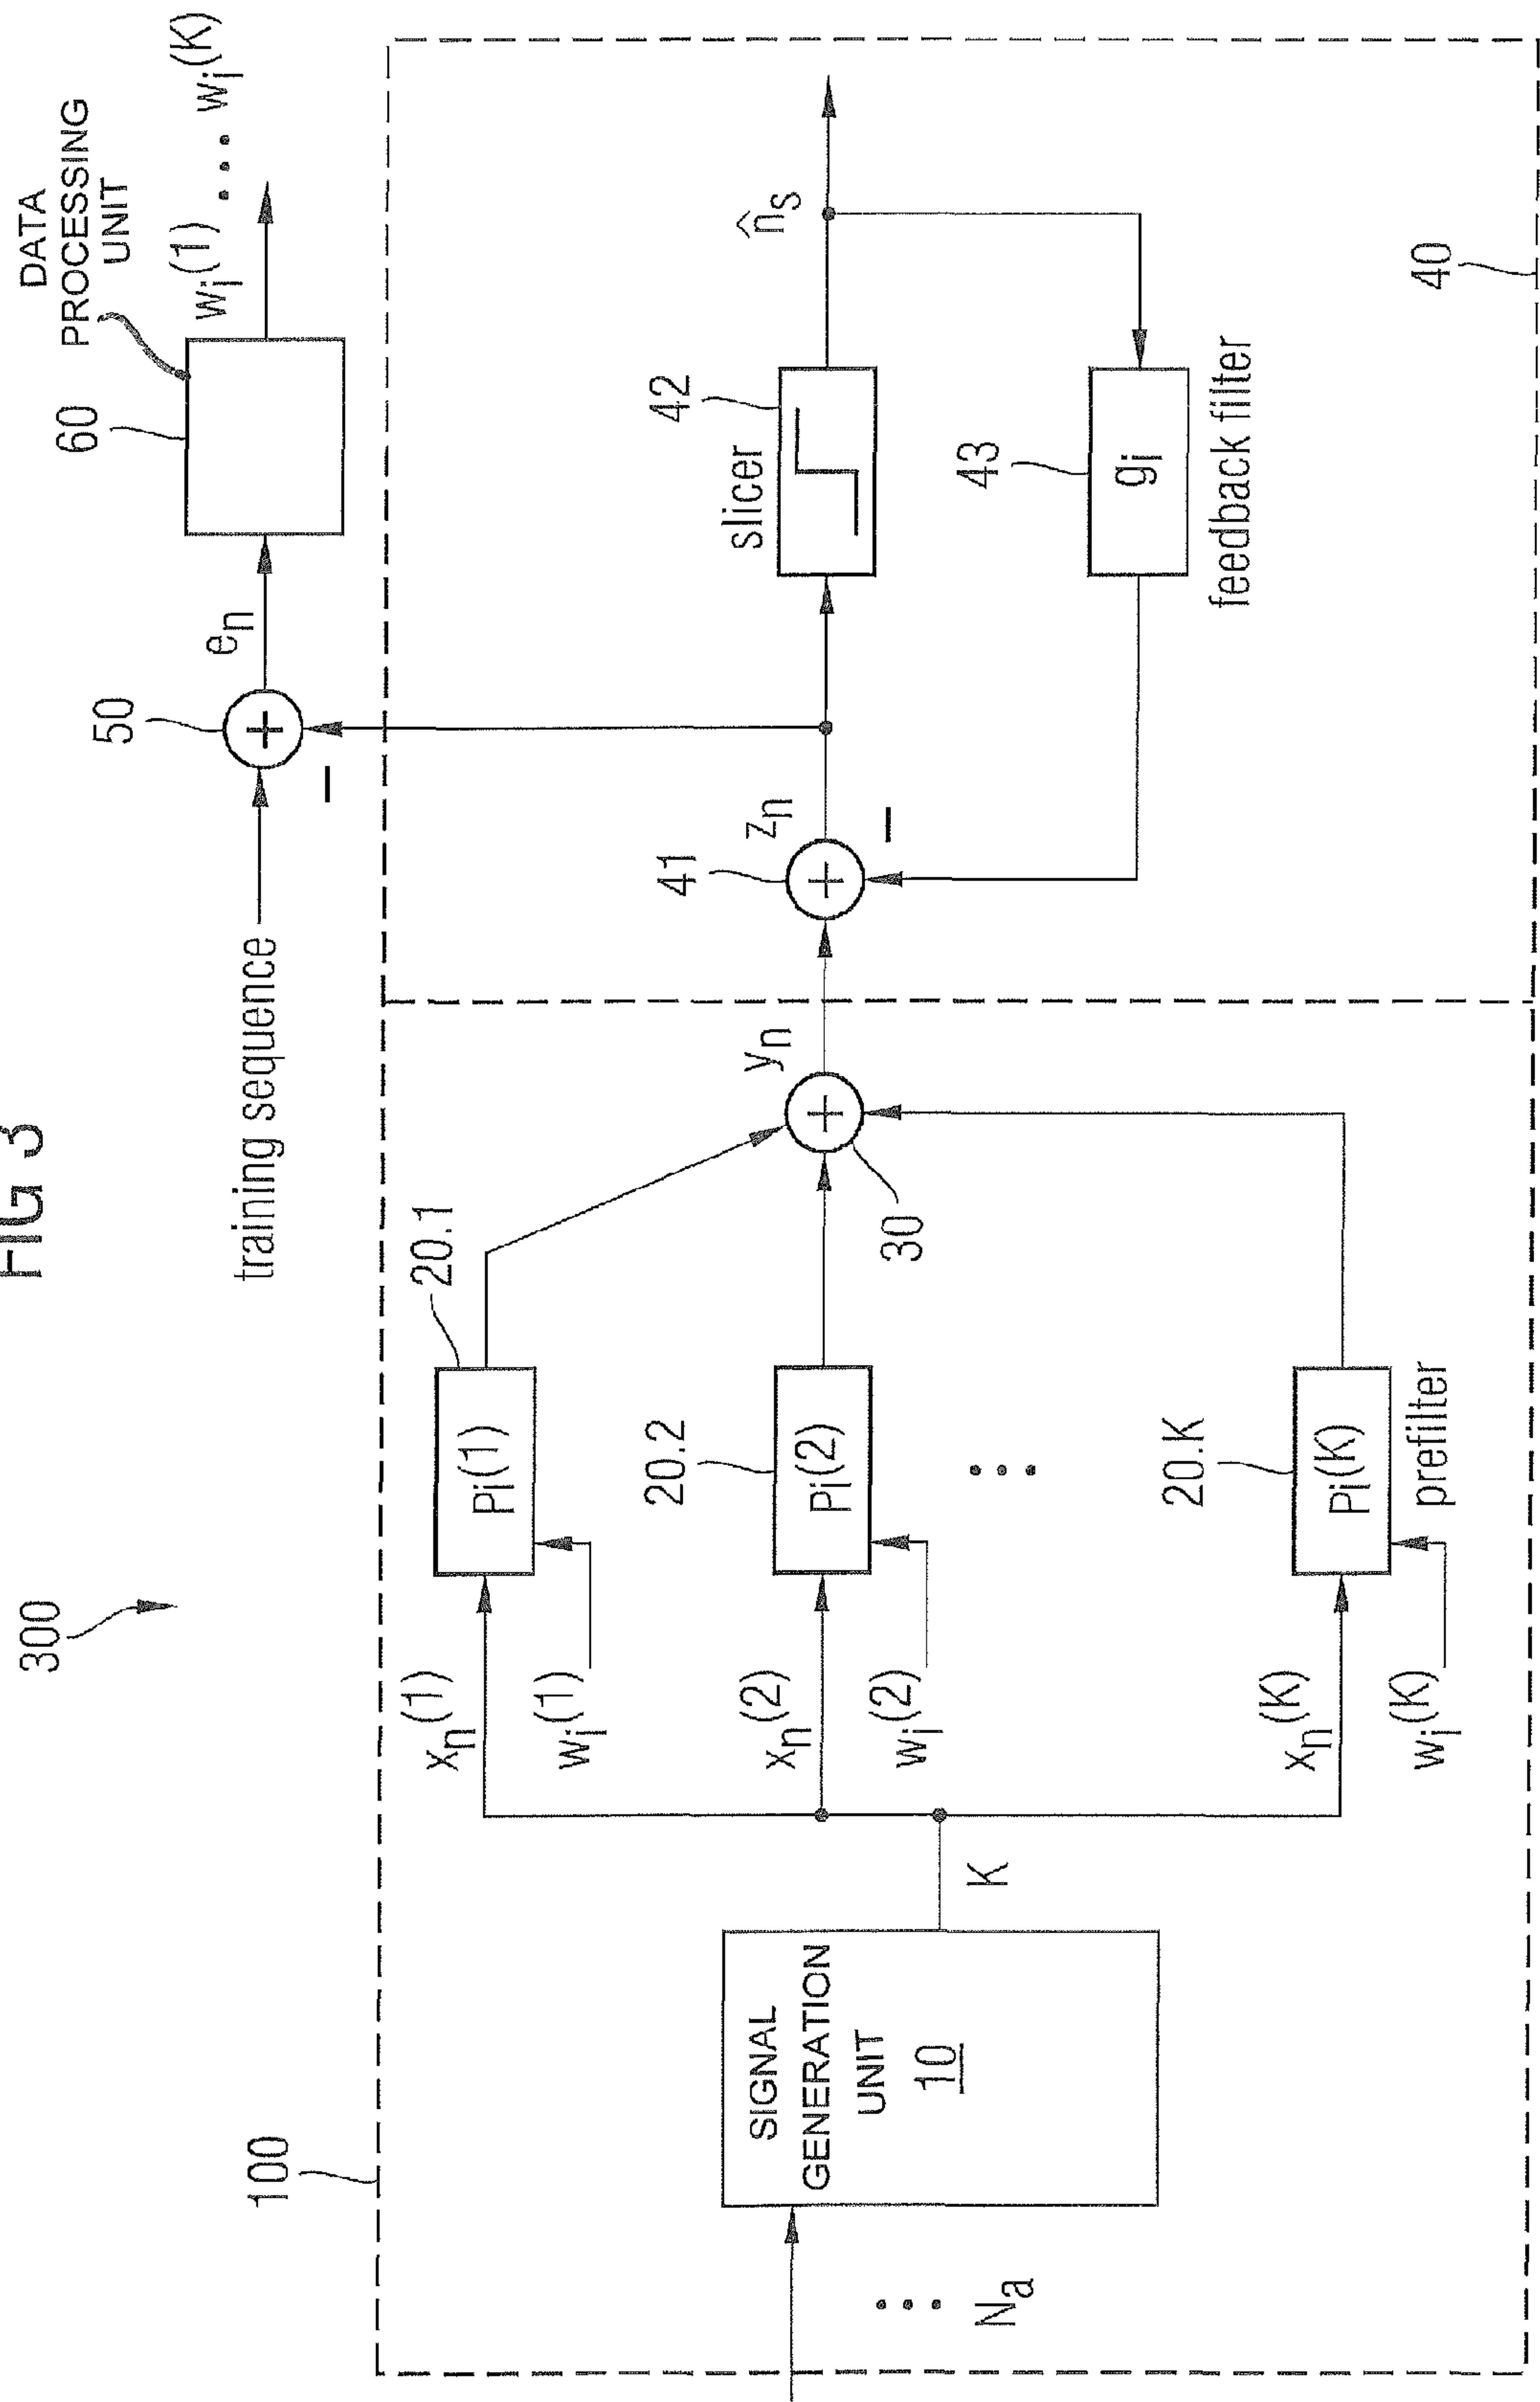 FIG 3
300
100
SIGNAL
GENERATION
UNIT
10
Na
K
xn(1)
wi(1)
xn(2)
wi(2)
xn(K)
wi(K)
Pi(1)
20.1
Pi(2)
20.2
Pi(K)
20.K
prefilter
30
yn
training sequence
50
en
60
DATA
PROCESSING
UNIT
wi(1) ... wi(K)
41
zn
slicer
42
n̂s
43
gi
feedback filter
40